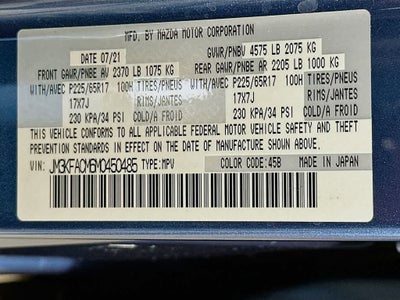 MFD. BY MAZDA MOTOR CORPORATION
DATE 07/21 GVWR/PNBV 4575 LB 2075 KG
FRONT GAWR/PNBE AV 2370 LB 1075 KG REAR GAWR/PNBE AR 2205 LB 1000 KG
WITH/AVEC P225/65R17 100H TIRES/PNEUS WITH/AVEC P225/65R17 100H TIRES/PNEUS
17X7J RIMS/JANTES 17X7J RIMS/JANTES
230 KPA/34 PSI COLD/A FROID 230 KPA/34 PSI COLD/A FROID
THIS VEHICLE CONFORMS TO ALL APPLICABLE FEDERAL MOTOR VEHICLE SAFETY AND THEFT
PREVENTION STANDARDS IN EFFECT ON THE DATE OF MANUFACTURE SHOWN ABOVE.
VIN: JM3KFACM6M0450485 TYPE:MPV COLOR CODE:45B MADE IN JAPAN